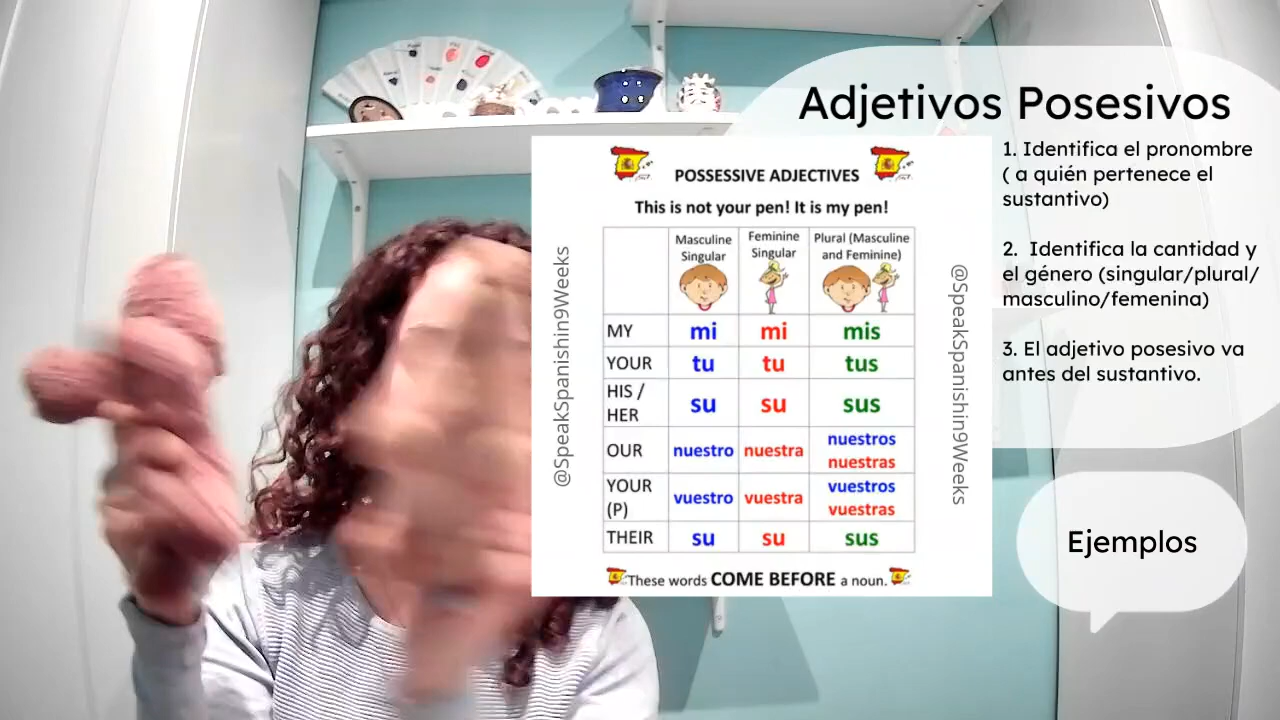 Adjetivos Posesivos
1. Identifica el pronombre
( a quién pertenece el
sustantivo)
2. Identifica la cantidad y
el género (singular/plural/
masculino/femenina)
3. El adjetivo posesivo va
antes del sustantivo.
Ejemplos
POSSESSIVE ADJECTIVES
This is not your pen! It is my pen!
Masculine Singular
Feminine Singular
Plural (Masculine and Feminine)
MY mi mi mis
YOUR tu tu tus
HIS / HER su su sus
OUR nuestro nuestra nuestros nuestras
YOUR (P) vuestro vuestra vuestros vuestras
THEIR su su sus
These words COME BEFORE a noun.
@SpeakSpanishin9Weeks
@SpeakSpanishin9Weeks